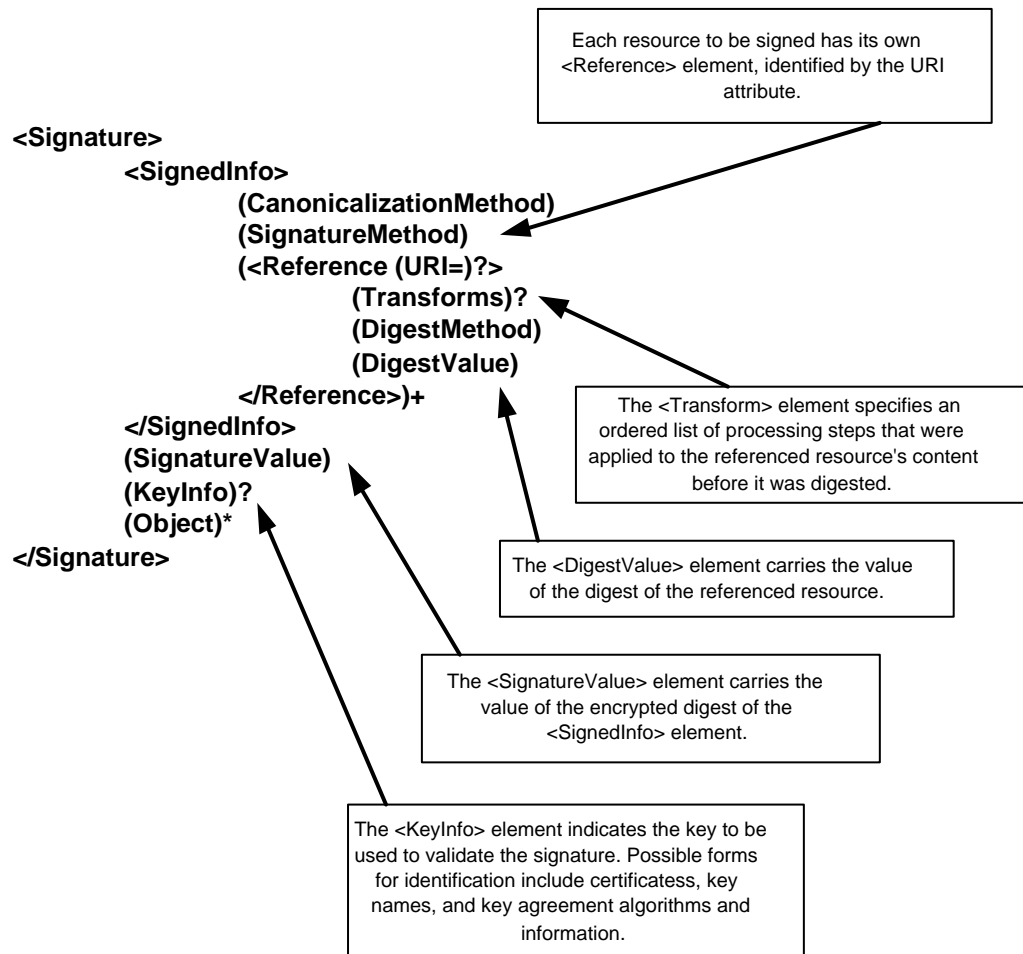 Each resource to be signed has its own
<Reference> element, identified by the URI
attribute.
<Signature>
<SignedInfo>
(CanonicalizationMethod)
(SignatureMethod)
(<Reference (URI=)?>
(Transforms)?
(DigestMethod)
(DigestValue)
</Reference>)+
</SignedInfo>
(SignatureValue)
(KeyInfo)?
(Object)*
</Signature>
The <Transform> element specifies an
ordered list of processing steps that were
applied to the referenced resource's content
before it was digested.
The <DigestValue> element carries the value
of the digest of the referenced resource.
The <SignatureValue> element carries the
value of the encrypted digest of the
<SignedInfo> element.
The <KeyInfo> element indicates the key to be
used to validate the signature. Possible forms
for identification include certificatess, key
names, and key agreement algorithms and
information.